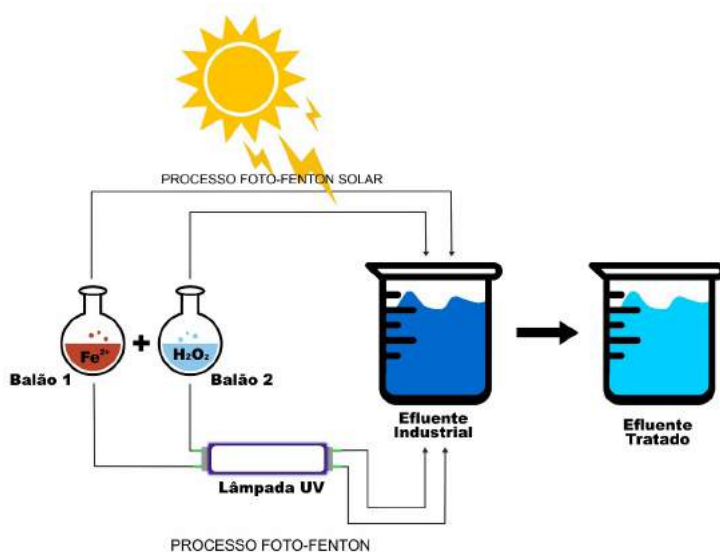 PROCESSO FOTO-FENTON SOLAR
Fe²⁺
+
H₂O₂
Balão 1
Balão 2
Efluente
Industrial
Efluente
Tratado
Lâmpada UV
PROCESSO FOTO-FENTON